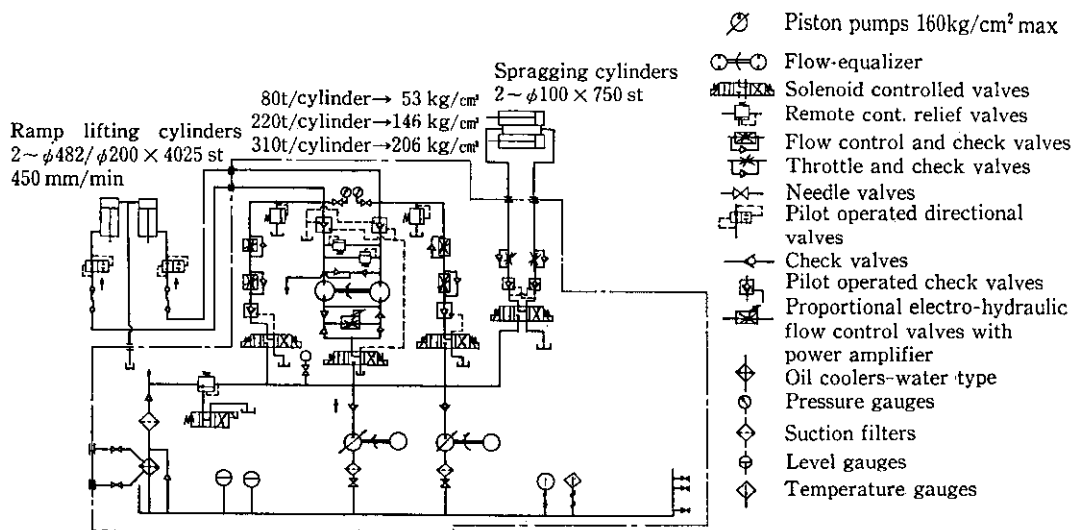 Ramp lifting cylinders
2~ φ482/φ200 × 4025 st
450 mm/min
80t/cylinder→ 53 kg/cm²
220t/cylinder→146 kg/cm²
310t/cylinder→206 kg/cm²
Spragging cylinders
2~ φ100 × 750 st
Piston pumps 160kg/cm² max
Flow-equalizer
Solenoid controlled valves
Remote cont. relief valves
Flow control and check valves
Throttle and check valves
Needle valves
Pilot operated directional
valves
Check valves
Pilot operated check valves
Proportional electro-hydraulic
flow control valves with
power amplifier
Oil coolers-water type
Pressure gauges
Suction filters
Level gauges
Temperature gauges